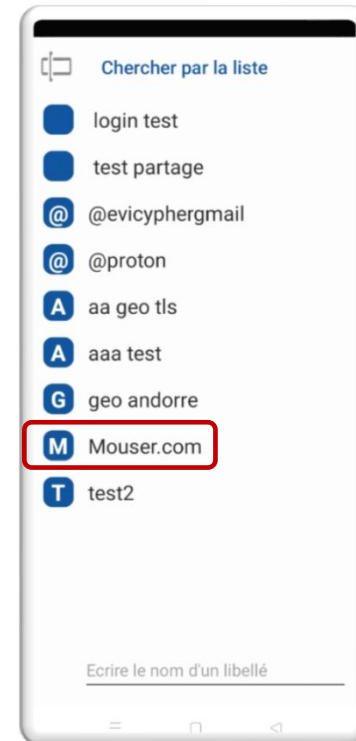 Chercher par la liste
login test
test partage
@ @evicyphergmail
@ @proton
A aa geo tls
A aaa test
G geo andorre
M Mouser.com
T test2
Ecrire le nom d'un libellé